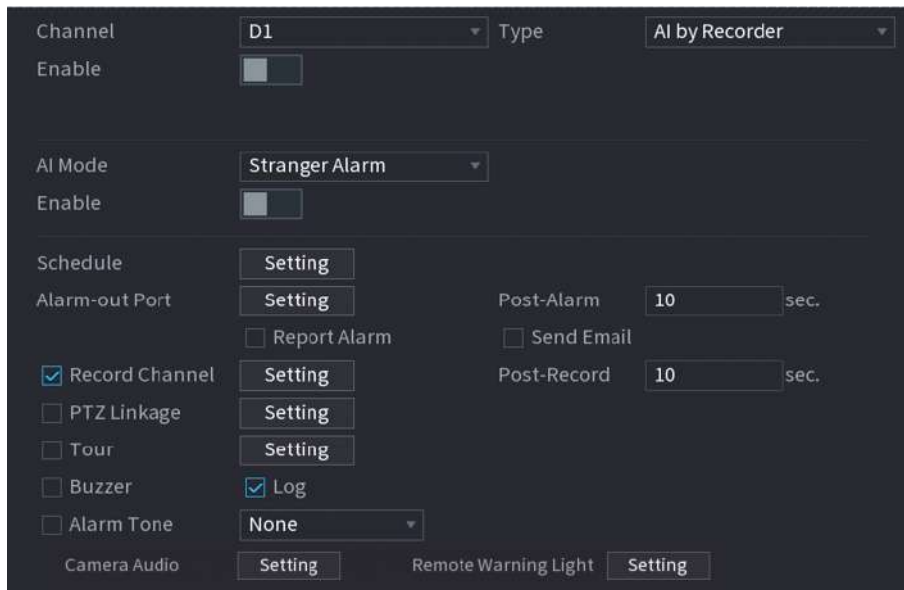 Channel D1 Type AI by Recorder
Enable
AI Mode Stranger Alarm
Enable
Schedule Setting
Alarm-out Port Setting Post-Alarm 10 sec.
Report Alarm Send Email
Record Channel Setting Post-Record 10 sec.
PTZ Linkage Setting
Tour Setting
Buzzer Log
Alarm Tone None
Camera Audio Setting Remote Warning Light Setting